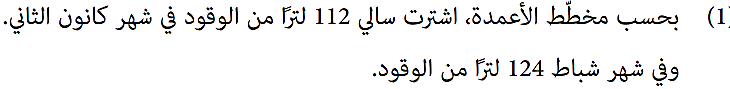 (1) بحسب مخطّط الأعمدة، اشترت سالي 112 لترًا من الوقود في شهر كانون الثاني.
وفي شهر شباط 124 لترًا من الوقود.